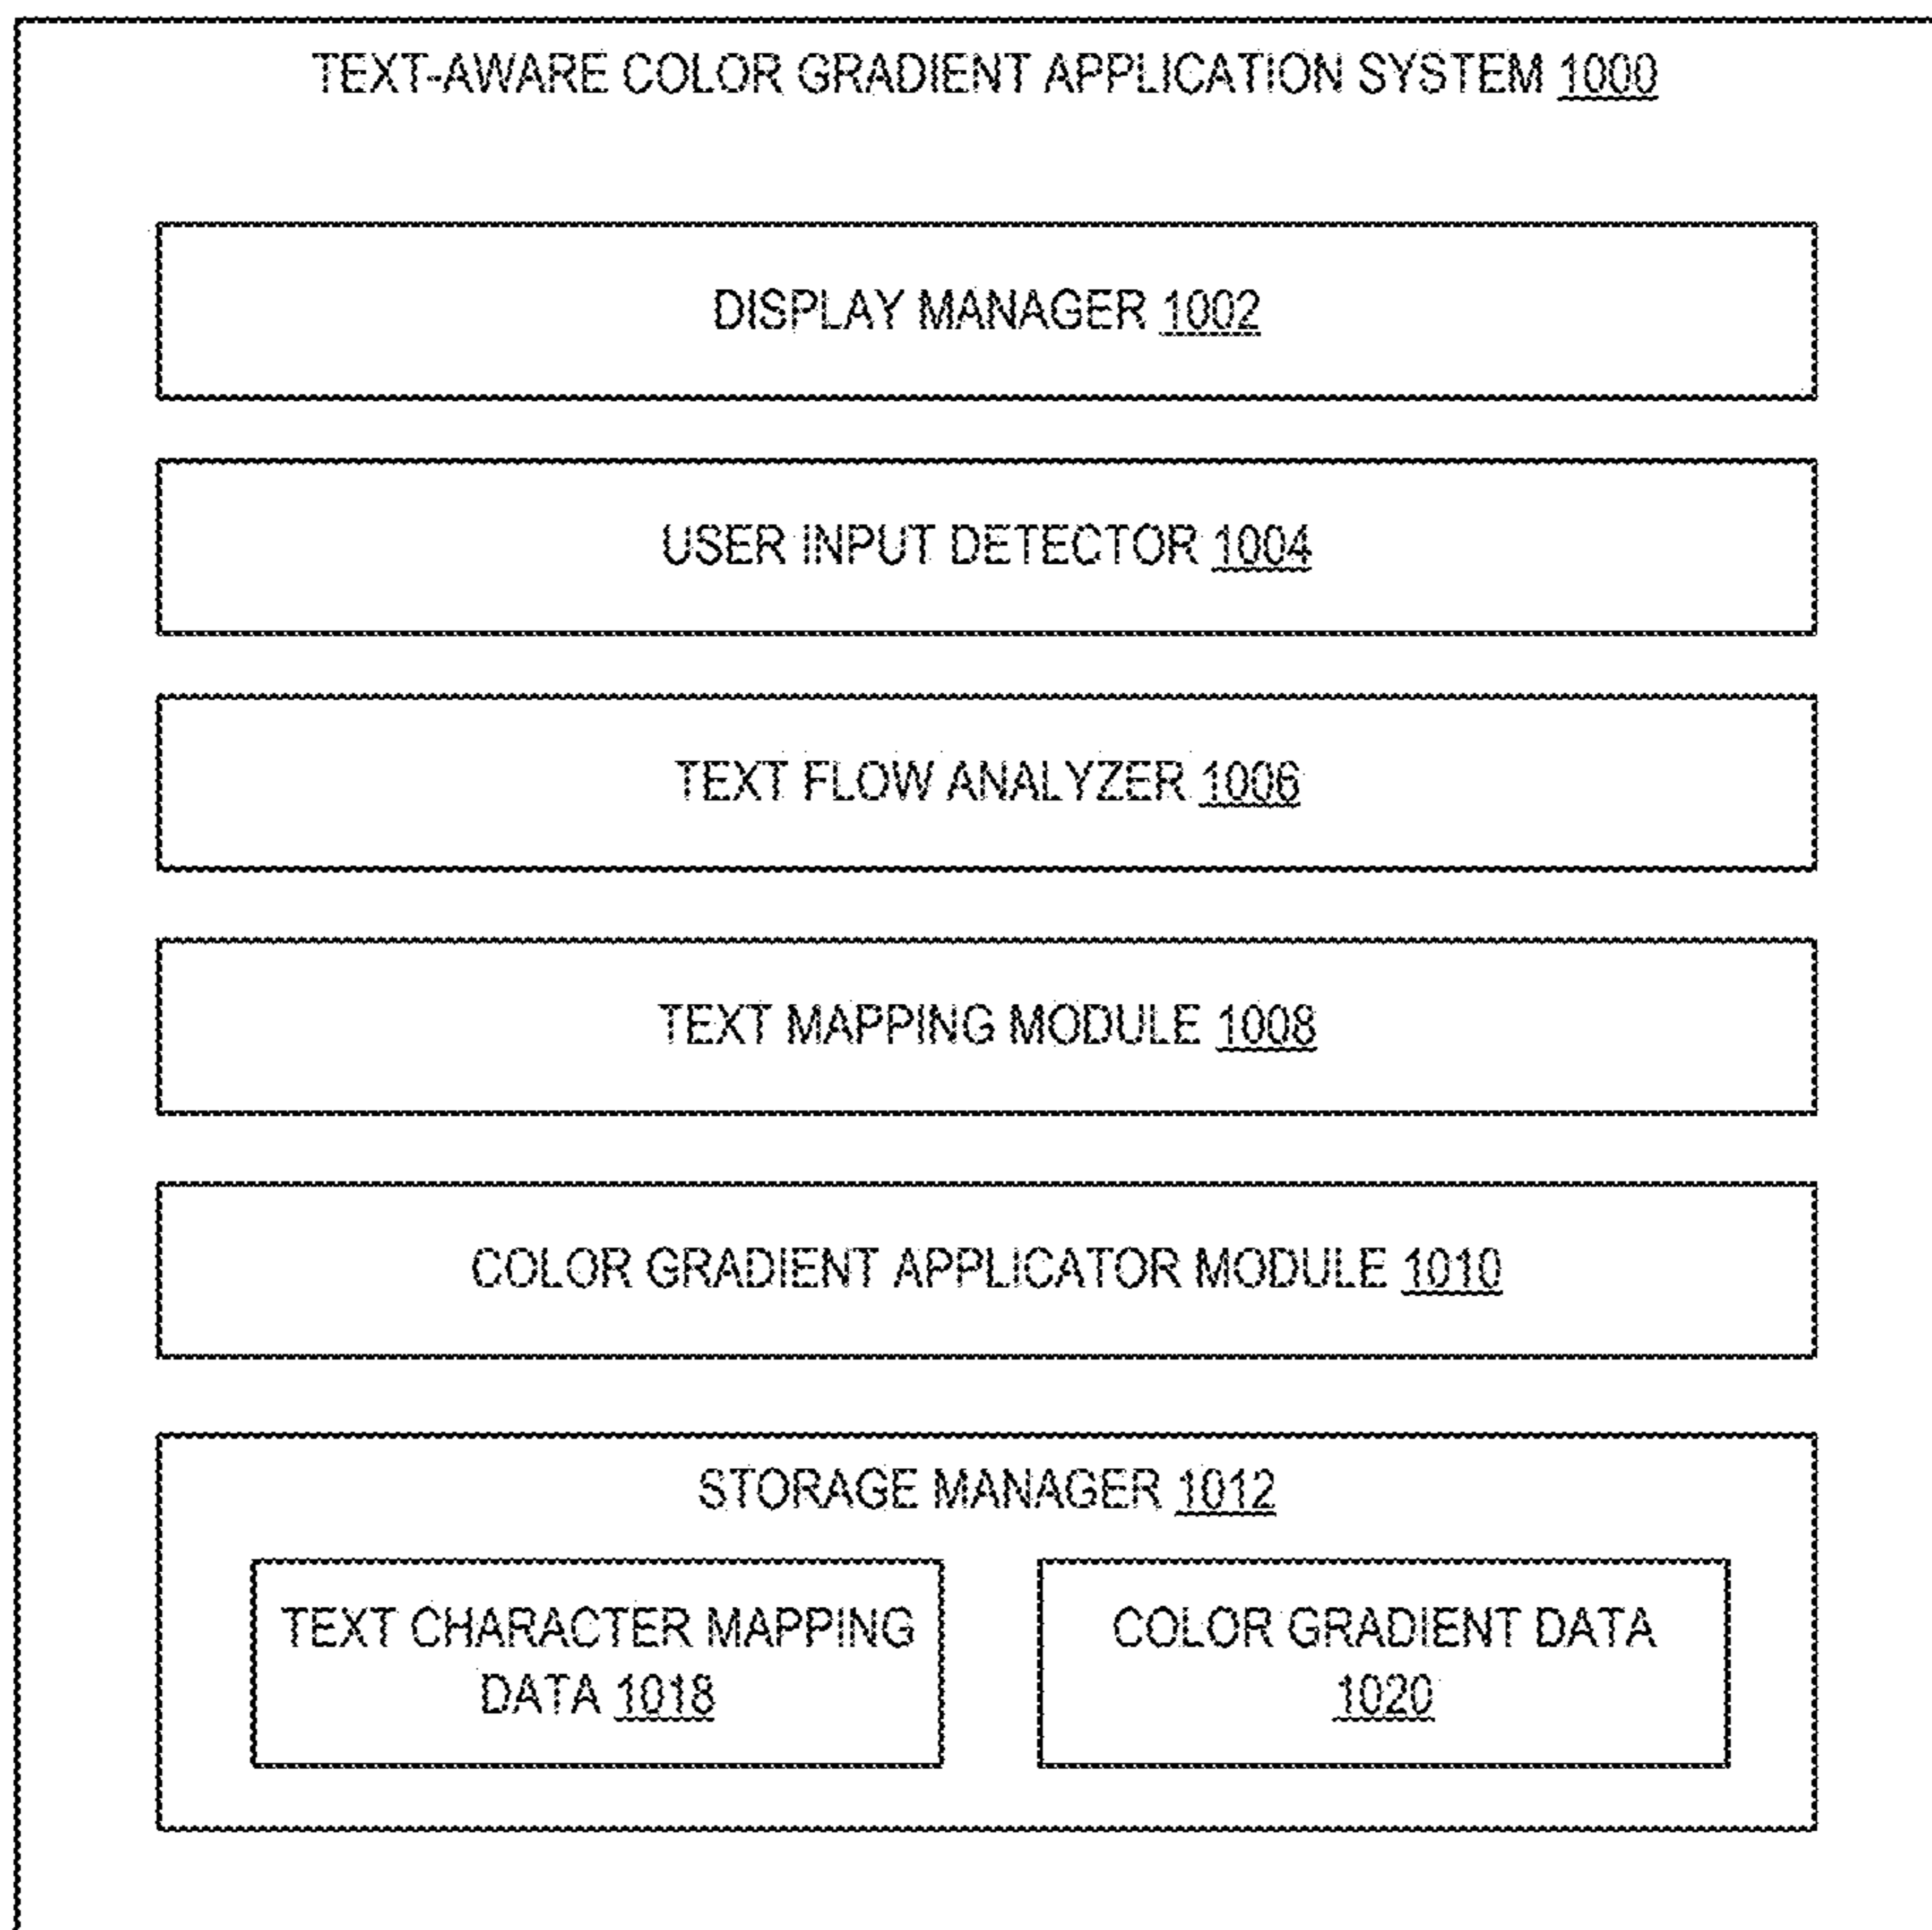 TEXT-AWARE COLOR GRADIENT APPLICATION SYSTEM 1000
DISPLAY MANAGER 1002
USER INPUT DETECTOR 1004
TEXT FLOW ANALYZER 1006
TEXT MAPPING MODULE 1008
COLOR GRADIENT APPLICATOR MODULE 1010
STORAGE MANAGER 1012
TEXT CHARACTER MAPPING
DATA 1018
COLOR GRADIENT DATA
1020